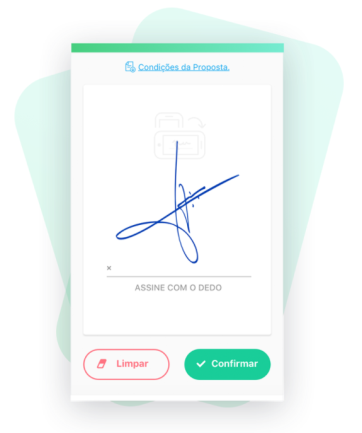 Condições da Proposta.
×
ASSINE COM O DEDO
Limpar
Confirmar